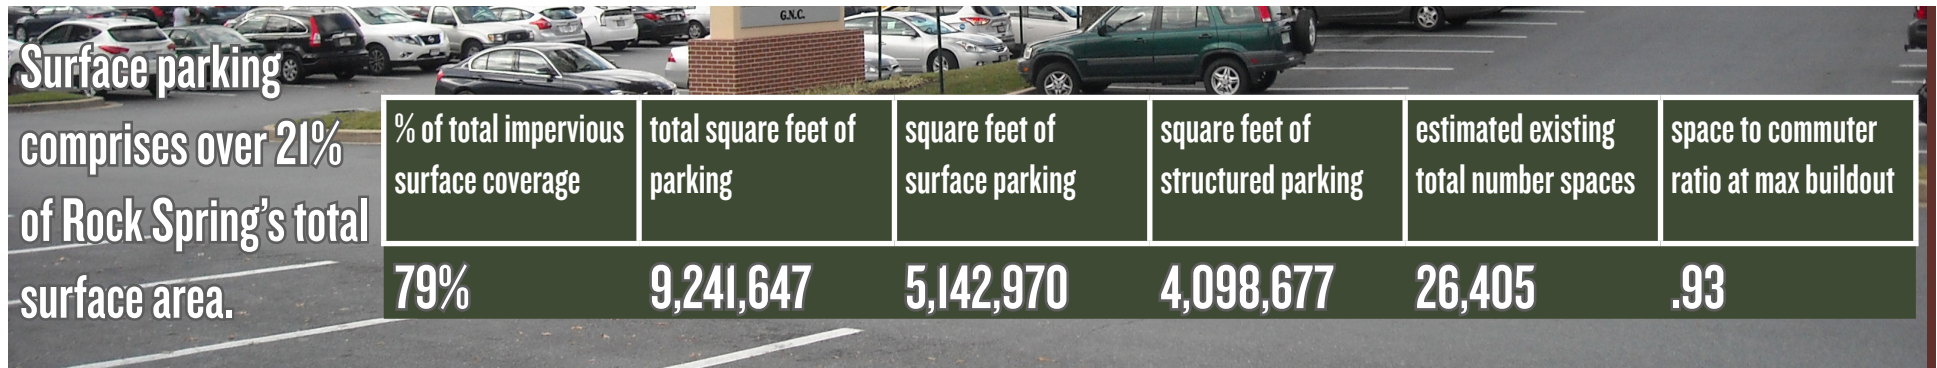 G.N.C.
Surface parking
comprises over 21%
of Rock Spring's total
surface area.
% of total impervious
surface coverage
total square feet of
parking
square feet of
surface parking
square feet of
structured parking
estimated existing
total number spaces
space to commuter
ratio at max buildout
79%
9,241,647
5,142,970
4,098,677
26,405
.93